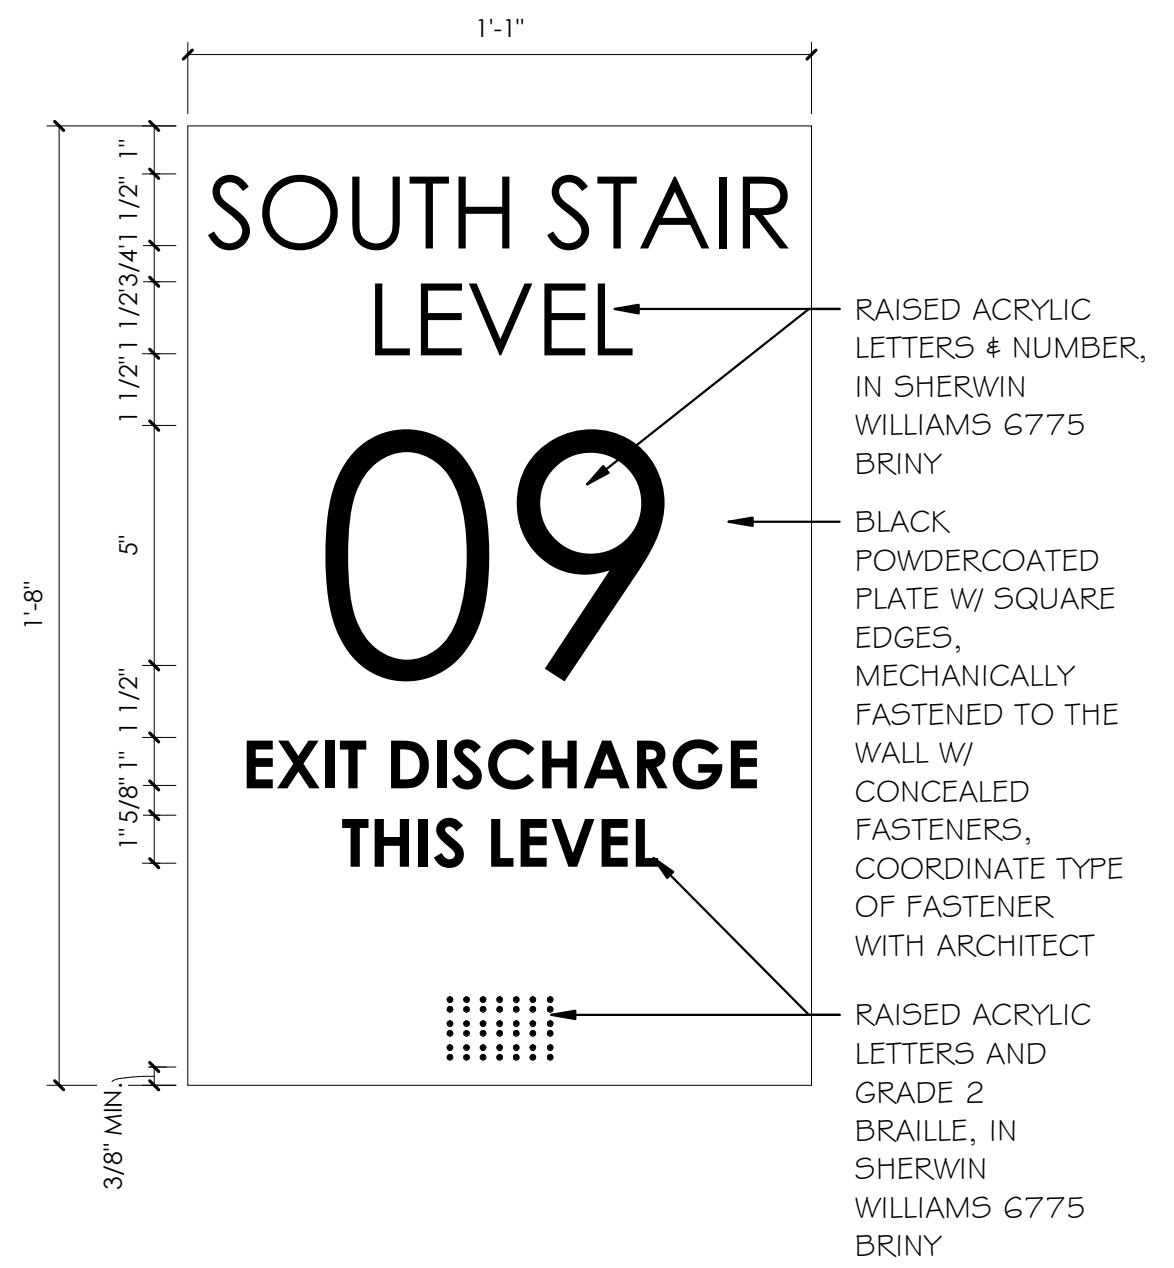 1'-1"
1'-8"
1"
1 1/2"
3/4"
1 1/2"
1 1/2"
5"
1 1/2"
1"
5/8"
1"
3/8" MIN.
SOUTH STAIR
LEVEL
09
EXIT DISCHARGE
THIS LEVEL
RAISED ACRYLIC
LETTERS & NUMBER,
IN SHERWIN
WILLIAMS 6775
BRINY
BLACK
POWDERCOATED
PLATE W/ SQUARE
EDGES,
MECHANICALLY
FASTENED TO THE
WALL W/
CONCEALED
FASTENERS,
COORDINATE TYPE
OF FASTENER
WITH ARCHITECT
RAISED ACRYLIC
LETTERS AND
GRADE 2
BRAILLE, IN
SHERWIN
WILLIAMS 6775
BRINY